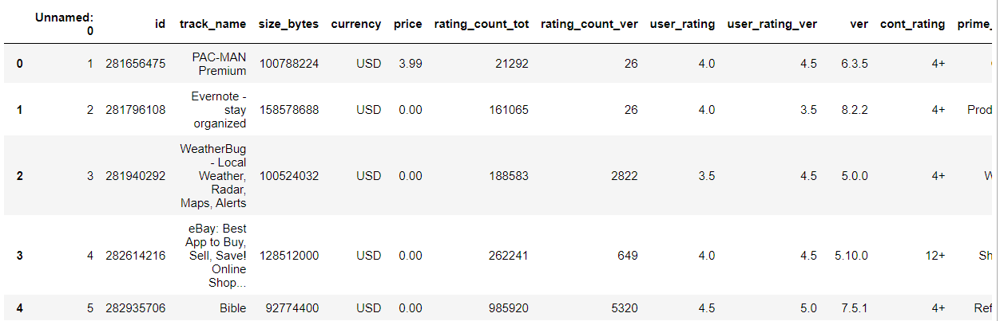 Unnamed: 0 id track_name size_bytes currency price rating_count_tot rating_count_ver user_rating user_rating_ver ver cont_rating prime_
0 1 281656475 PAC-MAN Premium 100788224 USD 3.99 21292 26 4.0 4.5 6.3.5 4+
1 2 281796108 Evernote - stay organized 158578688 USD 0.00 161065 26 4.0 3.5 8.2.2 4+ Prod
2 3 281940292 WeatherBug - Local Weather, Radar, Maps, Alerts 100524032 USD 0.00 188583 2822 3.5 4.5 5.0.0 4+ W
3 4 282614216 eBay: Best App to Buy, Sell, Save! Online Shop... 128512000 USD 0.00 262241 649 4.0 4.5 5.10.0 12+ Sh
4 5 282935706 Bible 92774400 USD 0.00 985920 5320 4.5 5.0 7.5.1 4+ Ref